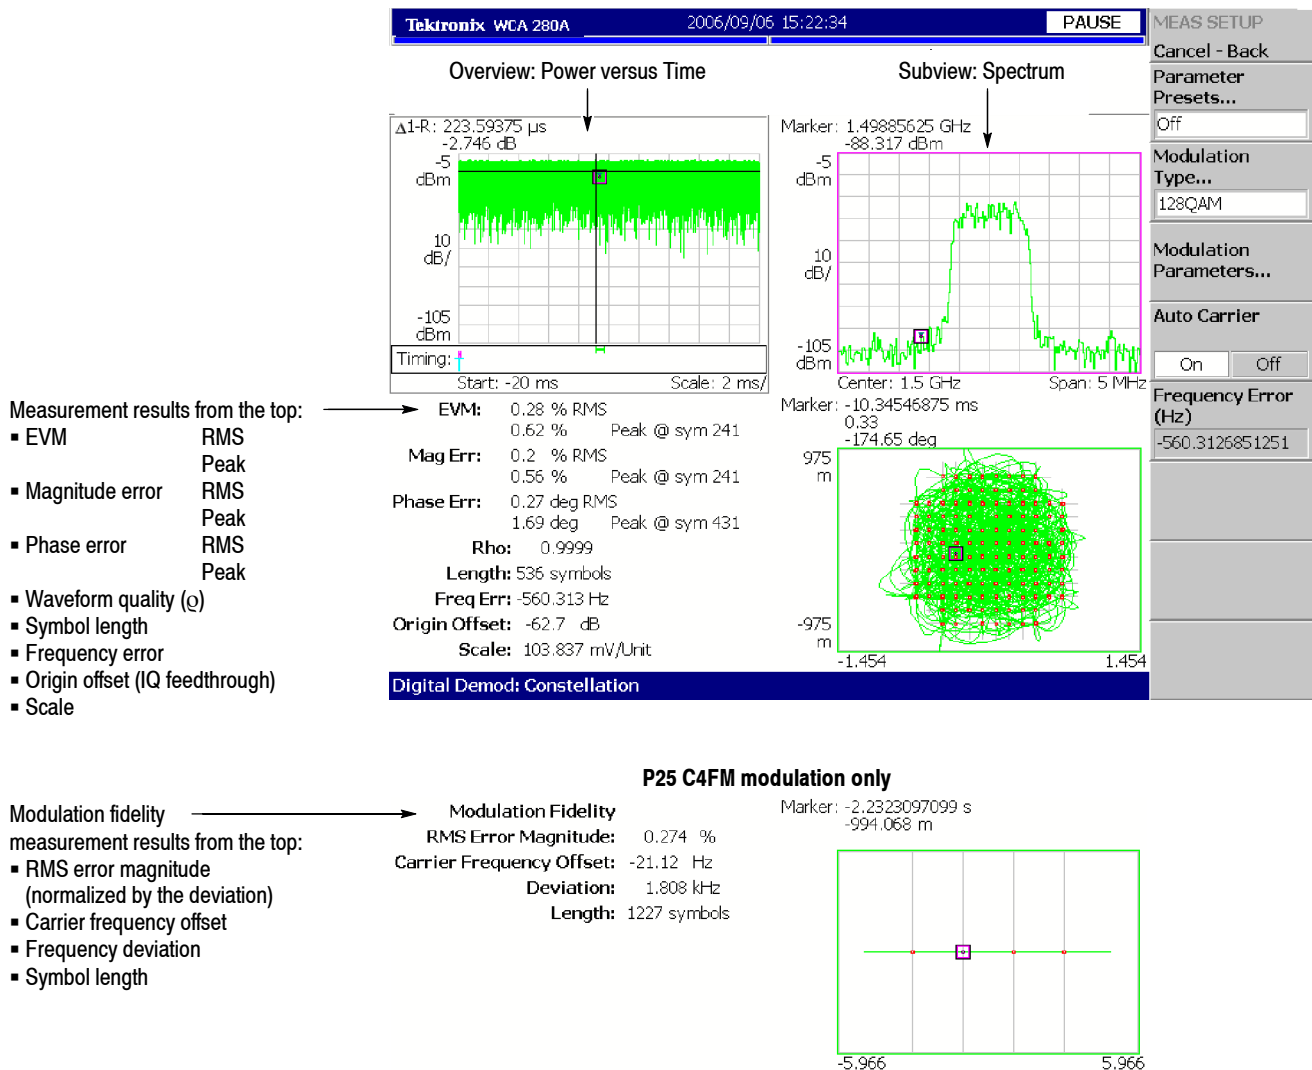 Tektronix WCA 280A
2006/09/06 15:22:34
PAUSE
MEAS SETUP
Cancel - Back
Parameter
Presets...
Off
Modulation
Type...
128QAM
Modulation
Parameters...
Auto Carrier
On
Off
Frequency Error
(Hz)
-560.3126851251
Overview: Power versus Time
Subview: Spectrum
Δ1-R: 223.59375 µs
-2.746 dB
-5
dBm
10
dB/
-105
dBm
Timing:
Start: -20 ms
Scale: 2 ms/
Marker: 1.49885625 GHz
-88.317 dBm
-5
dBm
10
dB/
-105
dBm
Center: 1.5 GHz
Span: 5 MHz
Measurement results from the top:
▪ EVM RMS
Peak
▪ Magnitude error RMS
Peak
▪ Phase error RMS
Peak
▪ Waveform quality (ϱ)
▪ Symbol length
▪ Frequency error
▪ Origin offset (IQ feedthrough)
▪ Scale
EVM: 0.28 % RMS
0.62 % Peak @ sym 241
Mag Err: 0.2 % RMS
0.56 % Peak @ sym 241
Phase Err: 0.27 deg RMS
1.69 deg Peak @ sym 431
Rho: 0.9999
Length: 536 symbols
Freq Err: -560.313 Hz
Origin Offset: -62.7 dB
Scale: 103.837 mV/Unit
Marker: -10.34546875 ms
0.33
-174.65 deg
975
m
-975
m
-1.454
1.454
Digital Demod: Constellation
P25 C4FM modulation only
Modulation fidelity
measurement results from the top:
▪ RMS error magnitude
(normalized by the deviation)
▪ Carrier frequency offset
▪ Frequency deviation
▪ Symbol length
Modulation Fidelity
RMS Error Magnitude: 0.274 %
Carrier Frequency Offset: -21.12 Hz
Deviation: 1.808 kHz
Length: 1227 symbols
Marker: -2.2323097099 s
-994.068 m
-5.966
5.966